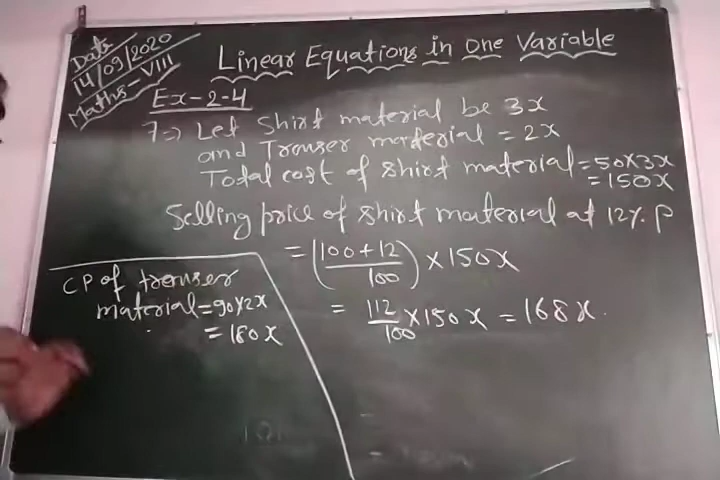 Date
14/09/2020
Maths-VIII
Linear Equations in One Variable
Ex-2-4
7=> Let Shirt material be 3x
and Trouser material = 2x
Total cost of shirt material = 50×3x
= 150x
Selling price of shirt material at 12% P
= (100+12/100) × 150x
= 112/100 × 150x = 168x.
CP of trouser
material = 90×2x
= 180x